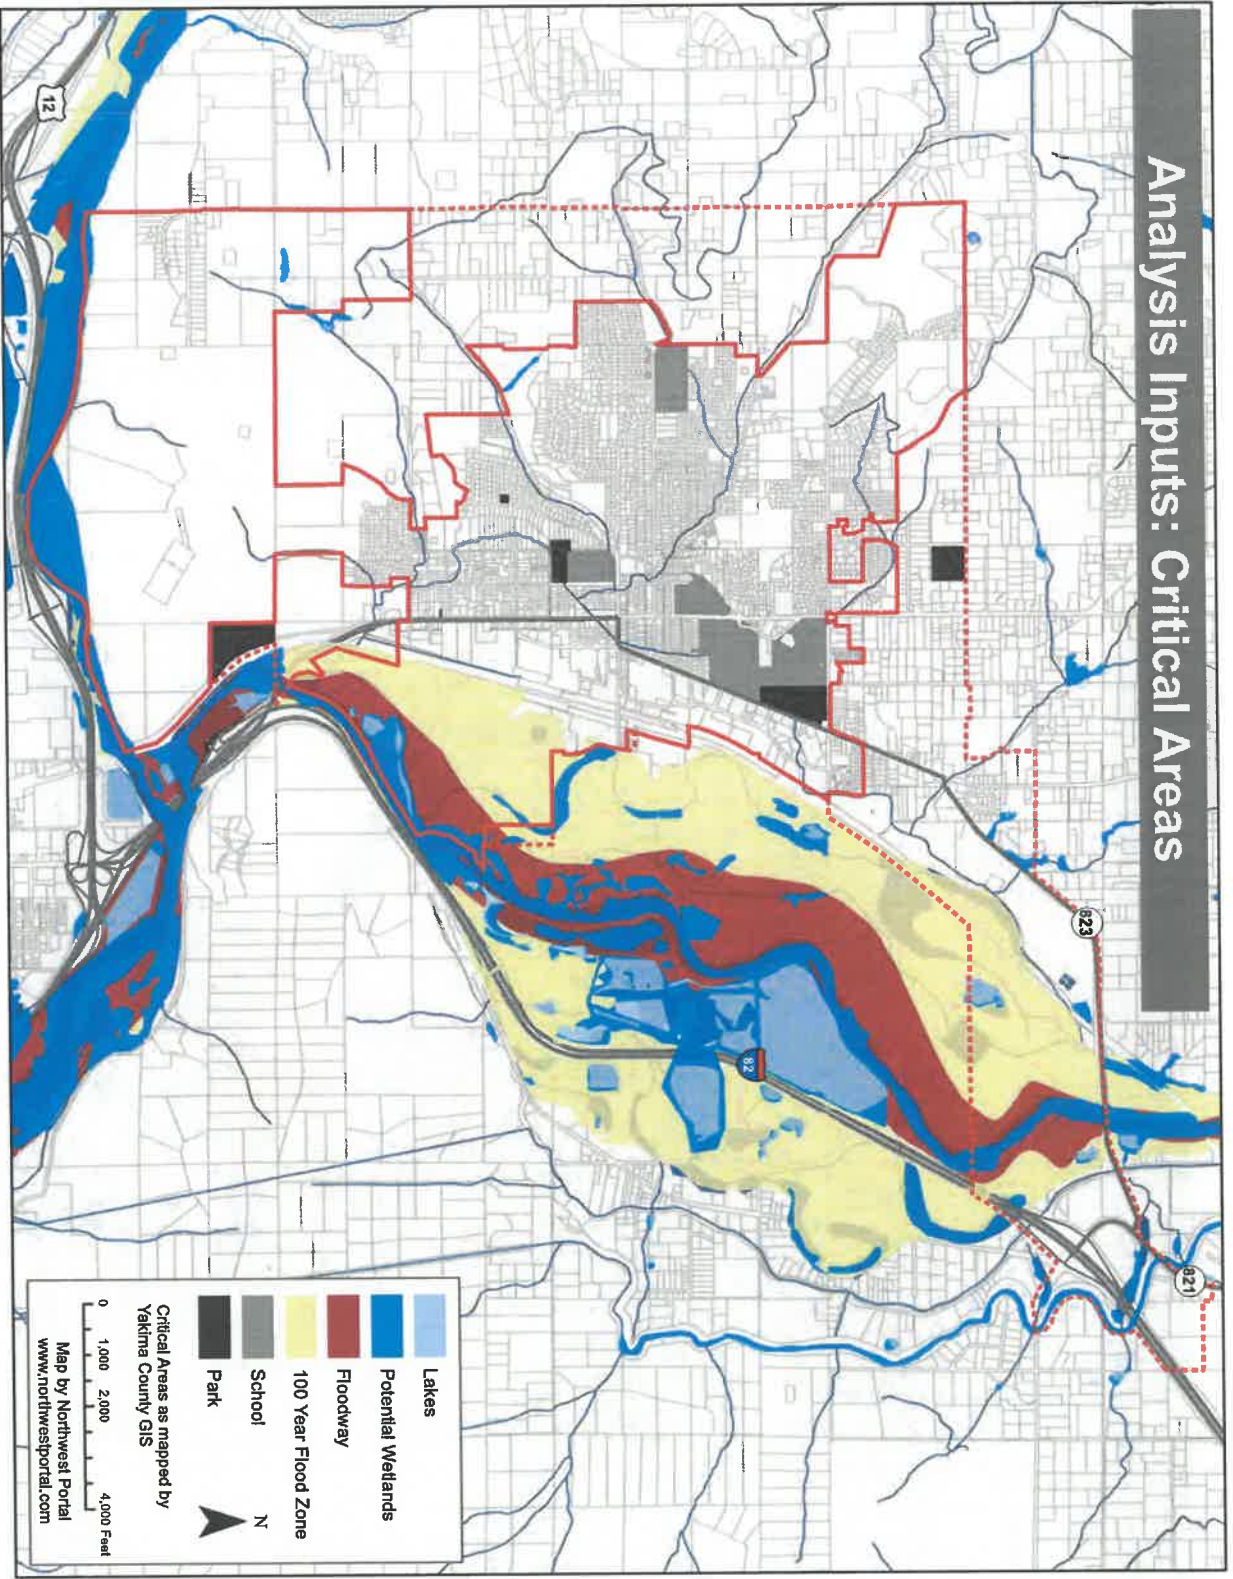 Analysis Inputs: Critical Areas
12
823
82
821
Lakes
Potential Wetlands
Floodway
100 Year Flood Zone
School
Park
N
Critical Areas as mapped by
Yakima County GIS
0 1,000 2,000 4,000 Feet
Map by Northwest Portal
www.northwestportal.com